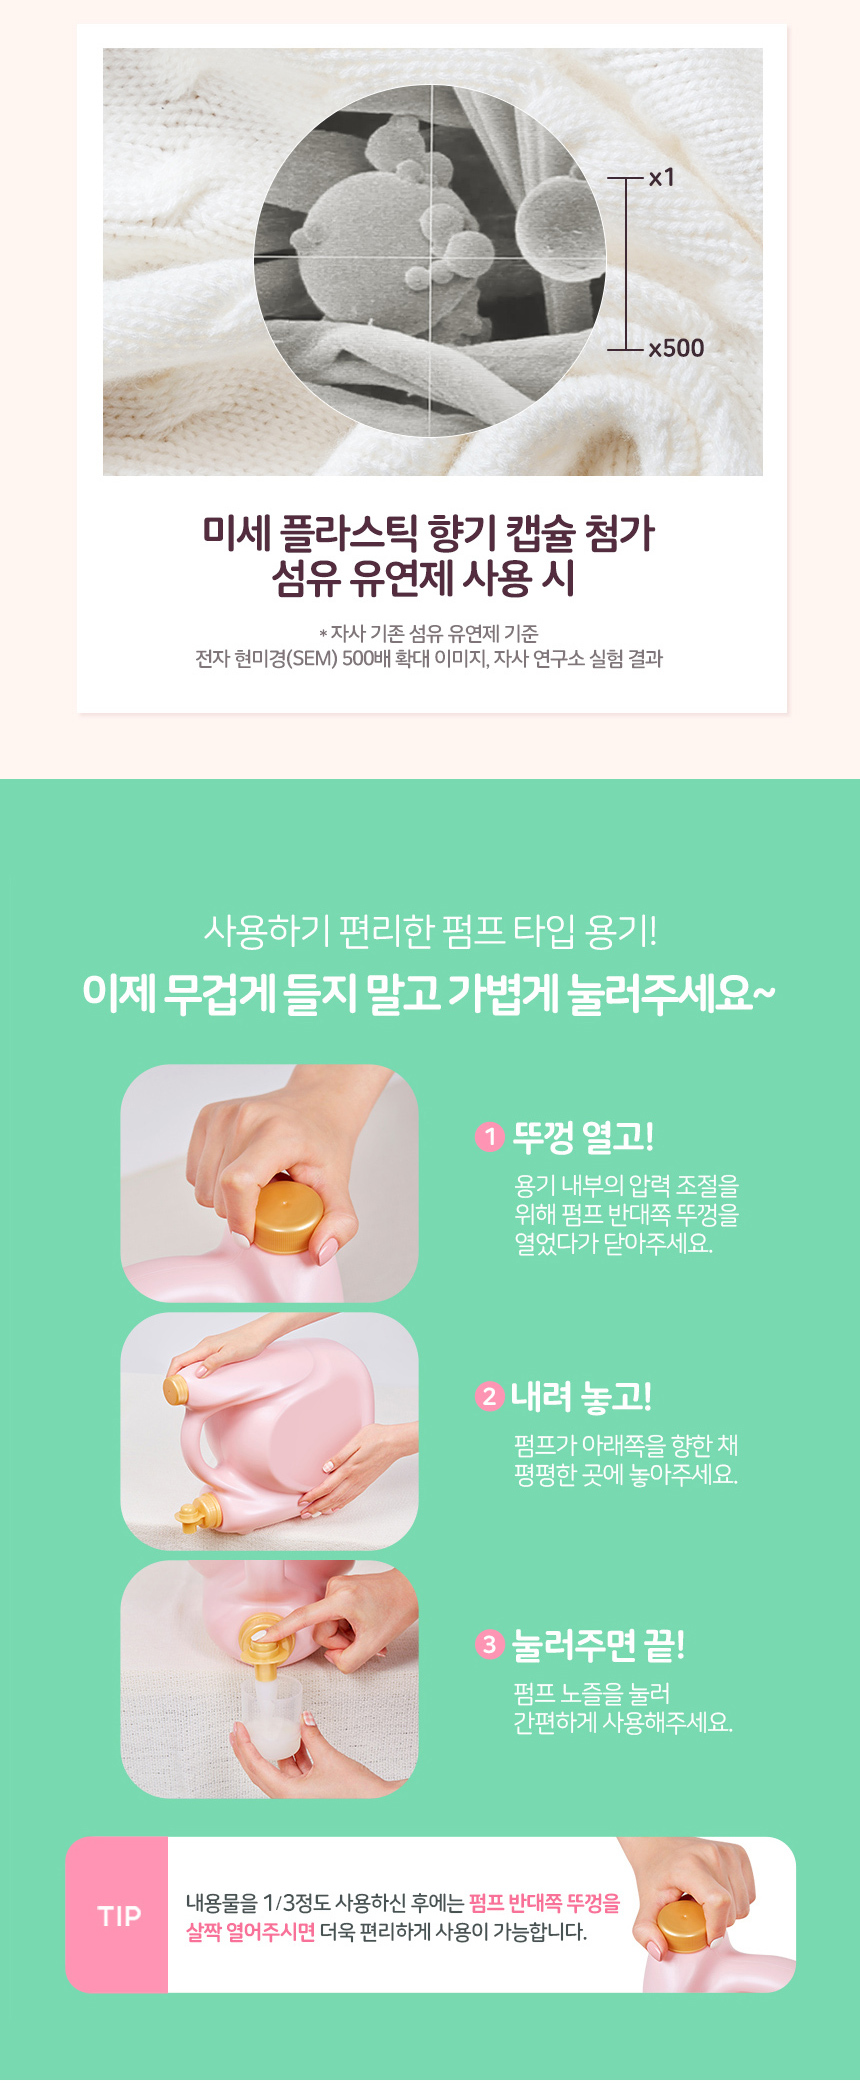 x1
x500
미세 플라스틱 향기 캡슐 첨가
섬유 유연제 사용 시
* 자사 기존 섬유 유연제 기준
전자 현미경(SEM) 500배 확대 이미지, 자사 연구소 실험 결과
사용하기 편리한 펌프 타입 용기!
이제 무겁게 들지 말고 가볍게 눌러주세요~
1 뚜껑 열고!
용기 내부의 압력 조절을
위해 펌프 반대쪽 뚜껑을
열었다가 닫아주세요.
2 내려 놓고!
펌프가 아래쪽을 향한 채
평평한 곳에 놓아주세요.
3 눌러주면 끝!
펌프 노즐을 눌러
간편하게 사용해주세요.
TIP
내용물을 1/3정도 사용하신 후에는 펌프 반대쪽 뚜껑을
살짝 열어주시면 더욱 편리하게 사용이 가능합니다.